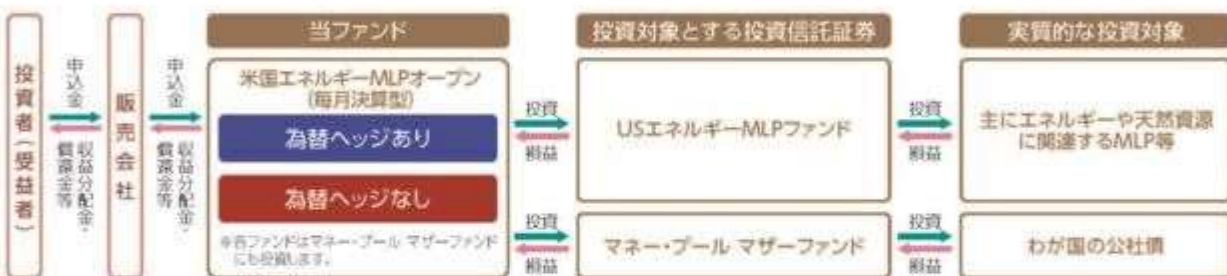 当ファンド
投資対象とする投資信託証券
実質的な投資対象
投資者(受益者)
申込金
収益分配金・
償還金等
販売会社
申込金
収益分配金・
償還金等
米国エネルギーMLPオープン
(毎月決算型)
為替ヘッジあり
為替ヘッジなし
※各ファンドはマネー・プール マザーファンド
にも投資します。
投資
損益
USエネルギーMLPファンド
投資
損益
主にエネルギーや天然資源
に関連するMLP等
投資
損益
マネー・プール マザーファンド
投資
損益
わが国の公社債